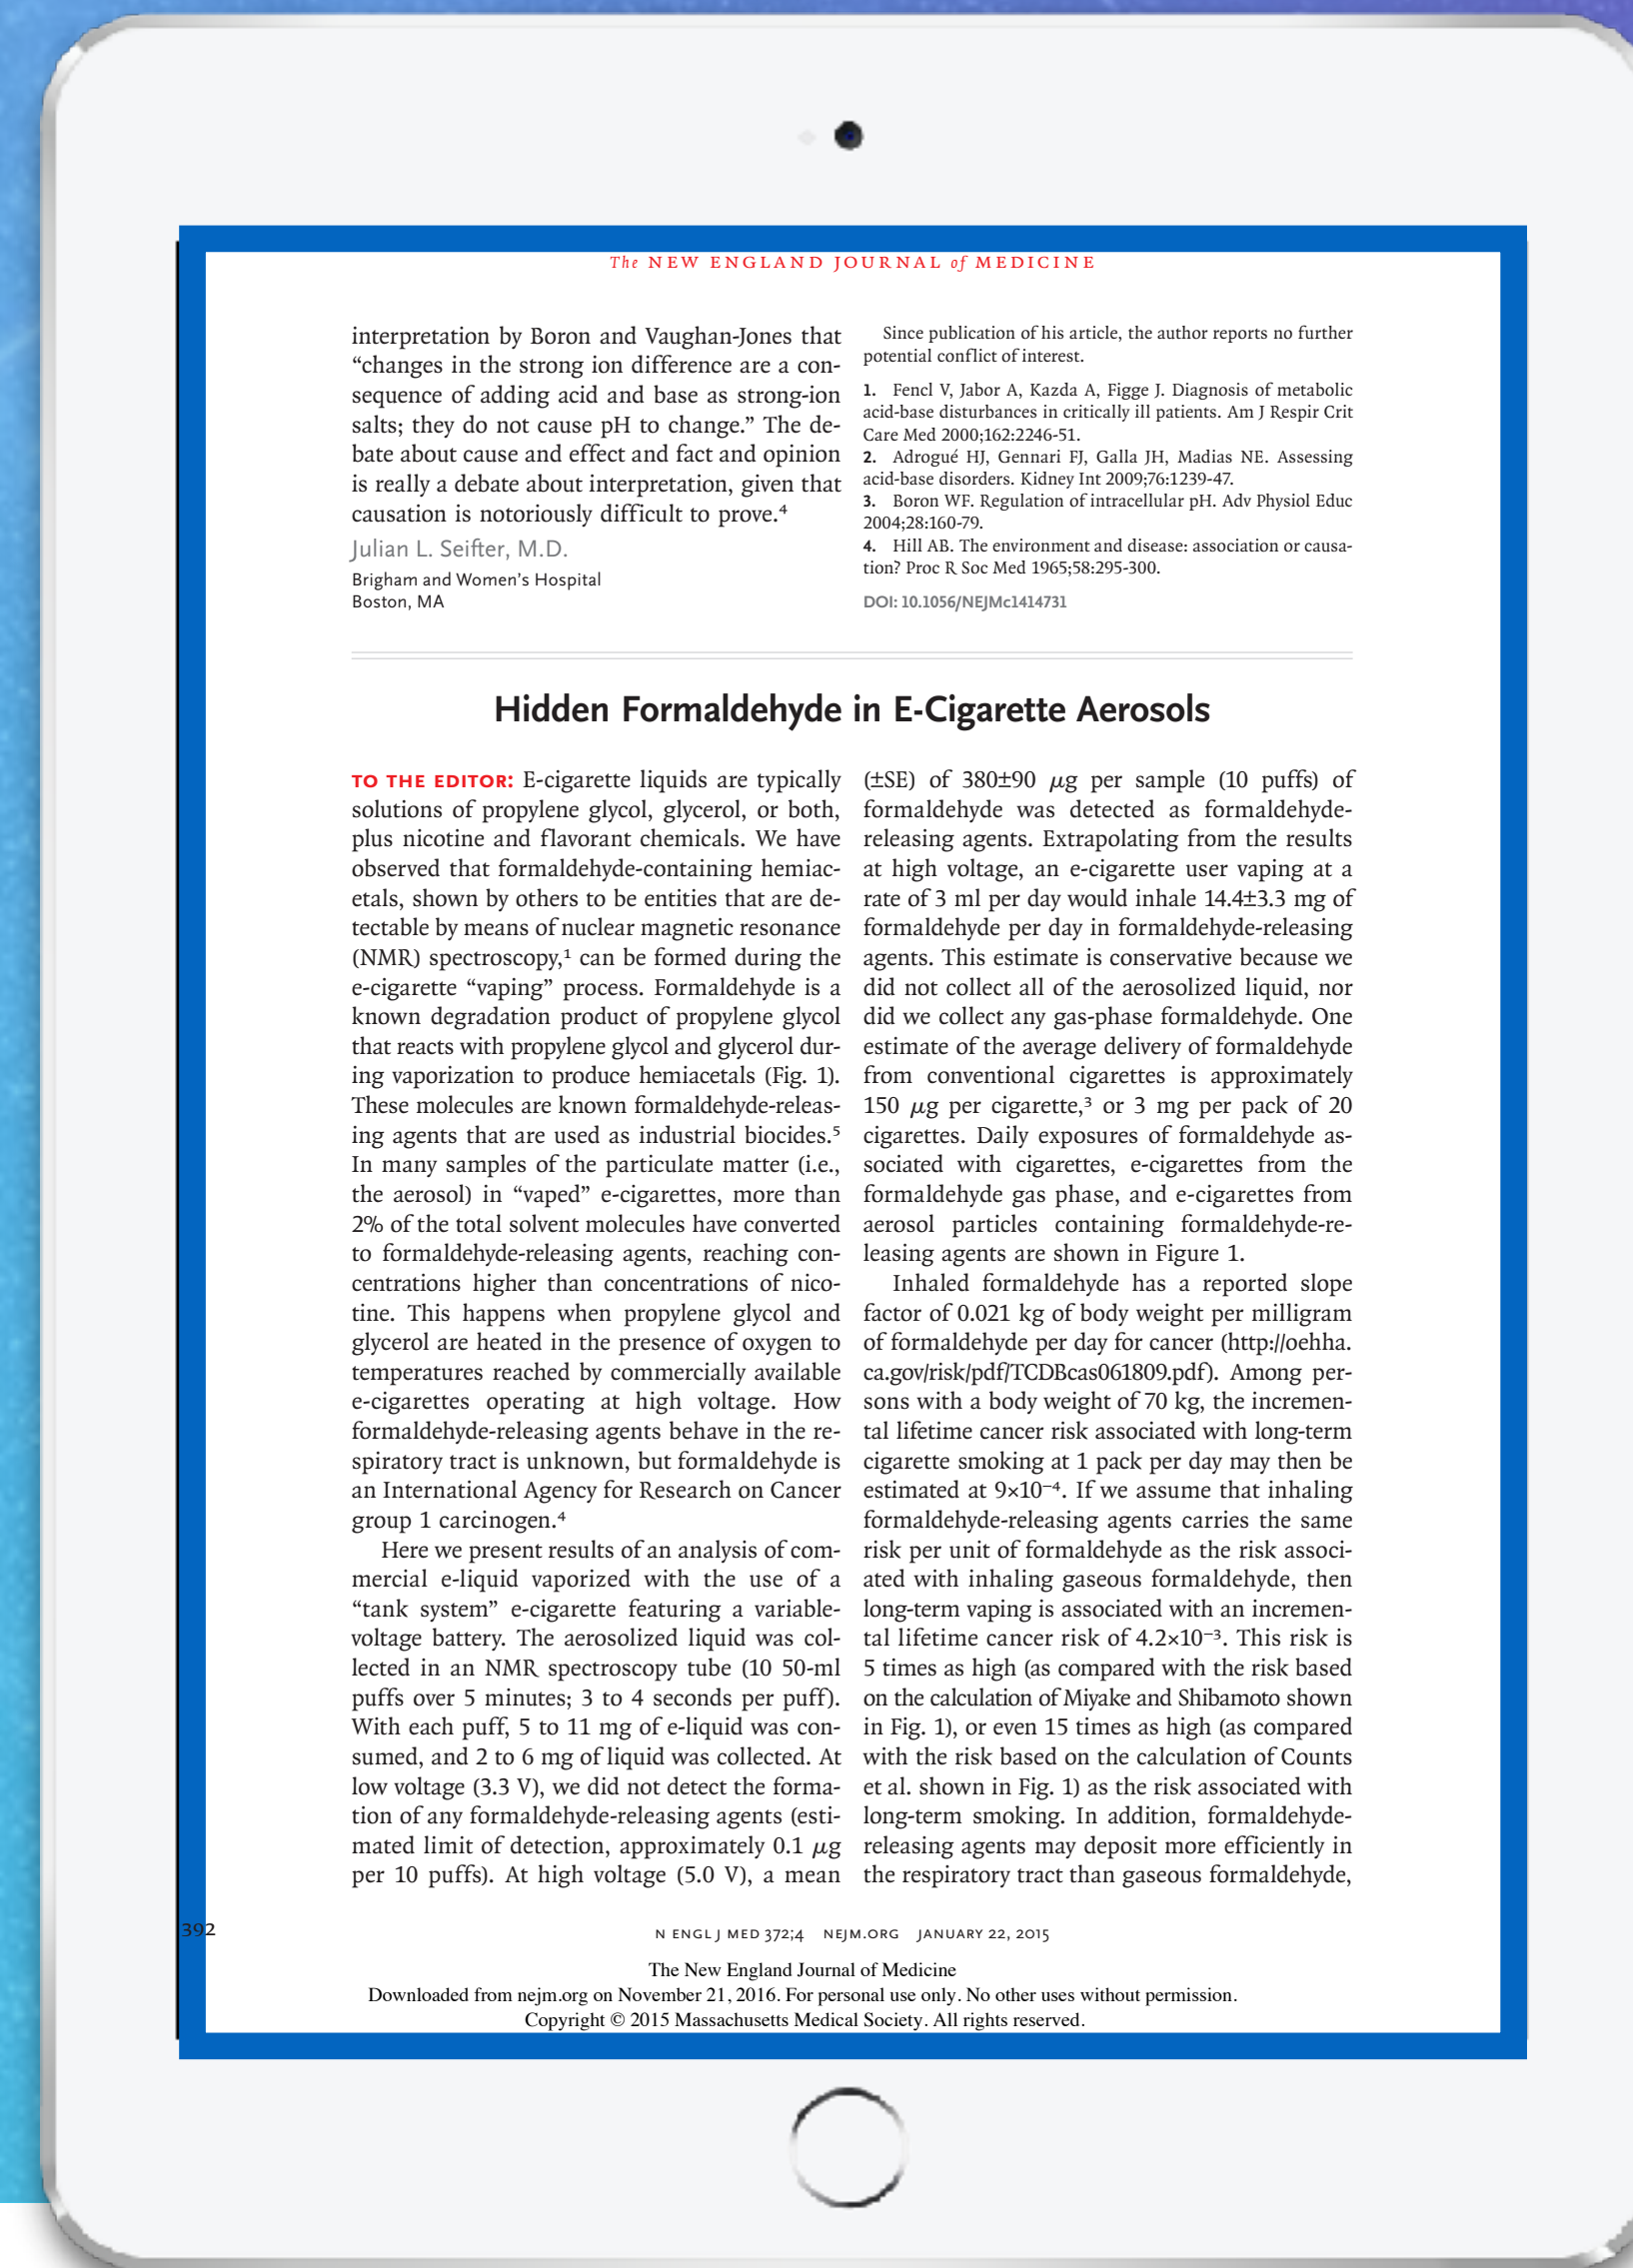 The NEW ENGLAND JOURNAL of MEDICINE
interpretation by Boron and Vaughan-Jones that
“changes in the strong ion difference are a con-
sequence of adding acid and base as strong-ion
salts; they do not cause pH to change.” The de-
bate about cause and effect and fact and opinion
is really a debate about interpretation, given that
causation is notoriously difficult to prove.⁴
Julian L. Seifter, M.D.
Brigham and Women’s Hospital
Boston, MA
Since publication of his article, the author reports no further
potential conflict of interest.
1. Fencl V, Jabor A, Kazda A, Figge J. Diagnosis of metabolic
acid-base disturbances in critically ill patients. Am J Respir Crit
Care Med 2000;162:2246-51.
2. Adrogué HJ, Gennari FJ, Galla JH, Madias NE. Assessing
acid-base disorders. Kidney Int 2009;76:1239-47.
3. Boron WF. Regulation of intracellular pH. Adv Physiol Educ
2004;28:160-79.
4. Hill AB. The environment and disease: association or causa-
tion? Proc R Soc Med 1965;58:295-300.
DOI: 10.1056/NEJMc1414731
Hidden Formaldehyde in E-Cigarette Aerosols
TO THE EDITOR: E-cigarette liquids are typically
solutions of propylene glycol, glycerol, or both,
plus nicotine and flavorant chemicals. We have
observed that formaldehyde-containing hemiac-
etals, shown by others to be entities that are de-
tectable by means of nuclear magnetic resonance
(NMR) spectroscopy,¹ can be formed during the
e-cigarette “vaping” process. Formaldehyde is a
known degradation product of propylene glycol
that reacts with propylene glycol and glycerol dur-
ing vaporization to produce hemiacetals (Fig. 1).
These molecules are known formaldehyde-releas-
ing agents that are used as industrial biocides.⁵
In many samples of the particulate matter (i.e.,
the aerosol) in “vaped” e-cigarettes, more than
2% of the total solvent molecules have converted
to formaldehyde-releasing agents, reaching con-
centrations higher than concentrations of nico-
tine. This happens when propylene glycol and
glycerol are heated in the presence of oxygen to
temperatures reached by commercially available
e-cigarettes operating at high voltage. How
formaldehyde-releasing agents behave in the re-
spiratory tract is unknown, but formaldehyde is
an International Agency for Research on Cancer
group 1 carcinogen.⁴
Here we present results of an analysis of com-
mercial e-liquid vaporized with the use of a
“tank system” e-cigarette featuring a variable-
voltage battery. The aerosolized liquid was col-
lected in an NMR spectroscopy tube (10 50-ml
puffs over 5 minutes; 3 to 4 seconds per puff).
With each puff, 5 to 11 mg of e-liquid was con-
sumed, and 2 to 6 mg of liquid was collected. At
low voltage (3.3 V), we did not detect the forma-
tion of any formaldehyde-releasing agents (esti-
mated limit of detection, approximately 0.1 μg
per 10 puffs). At high voltage (5.0 V), a mean
(±SE) of 380±90 μg per sample (10 puffs) of
formaldehyde was detected as formaldehyde-
releasing agents. Extrapolating from the results
at high voltage, an e-cigarette user vaping at a
rate of 3 ml per day would inhale 14.4±3.3 mg of
formaldehyde per day in formaldehyde-releasing
agents. This estimate is conservative because we
did not collect all of the aerosolized liquid, nor
did we collect any gas-phase formaldehyde. One
estimate of the average delivery of formaldehyde
from conventional cigarettes is approximately
150 μg per cigarette,³ or 3 mg per pack of 20
cigarettes. Daily exposures of formaldehyde as-
sociated with cigarettes, e-cigarettes from the
formaldehyde gas phase, and e-cigarettes from
aerosol particles containing formaldehyde-re-
leasing agents are shown in Figure 1.
Inhaled formaldehyde has a reported slope
factor of 0.021 kg of body weight per milligram
of formaldehyde per day for cancer (http://oehha.
ca.gov/risk/pdf/TCDBcas061809.pdf). Among per-
sons with a body weight of 70 kg, the incremen-
tal lifetime cancer risk associated with long-term
cigarette smoking at 1 pack per day may then be
estimated at 9×10⁻⁴. If we assume that inhaling
formaldehyde-releasing agents carries the same
risk per unit of formaldehyde as the risk associ-
ated with inhaling gaseous formaldehyde, then
long-term vaping is associated with an incremen-
tal lifetime cancer risk of 4.2×10⁻³. This risk is
5 times as high (as compared with the risk based
on the calculation of Miyake and Shibamoto shown
in Fig. 1), or even 15 times as high (as compared
with the risk based on the calculation of Counts
et al. shown in Fig. 1) as the risk associated with
long-term smoking. In addition, formaldehyde-
releasing agents may deposit more efficiently in
the respiratory tract than gaseous formaldehyde,
392
N ENGL J MED 372;4 NEJM.ORG JANUARY 22, 2015
The New England Journal of Medicine
Downloaded from nejm.org on November 21, 2016. For personal use only. No other uses without permission.
Copyright © 2015 Massachusetts Medical Society. All rights reserved.